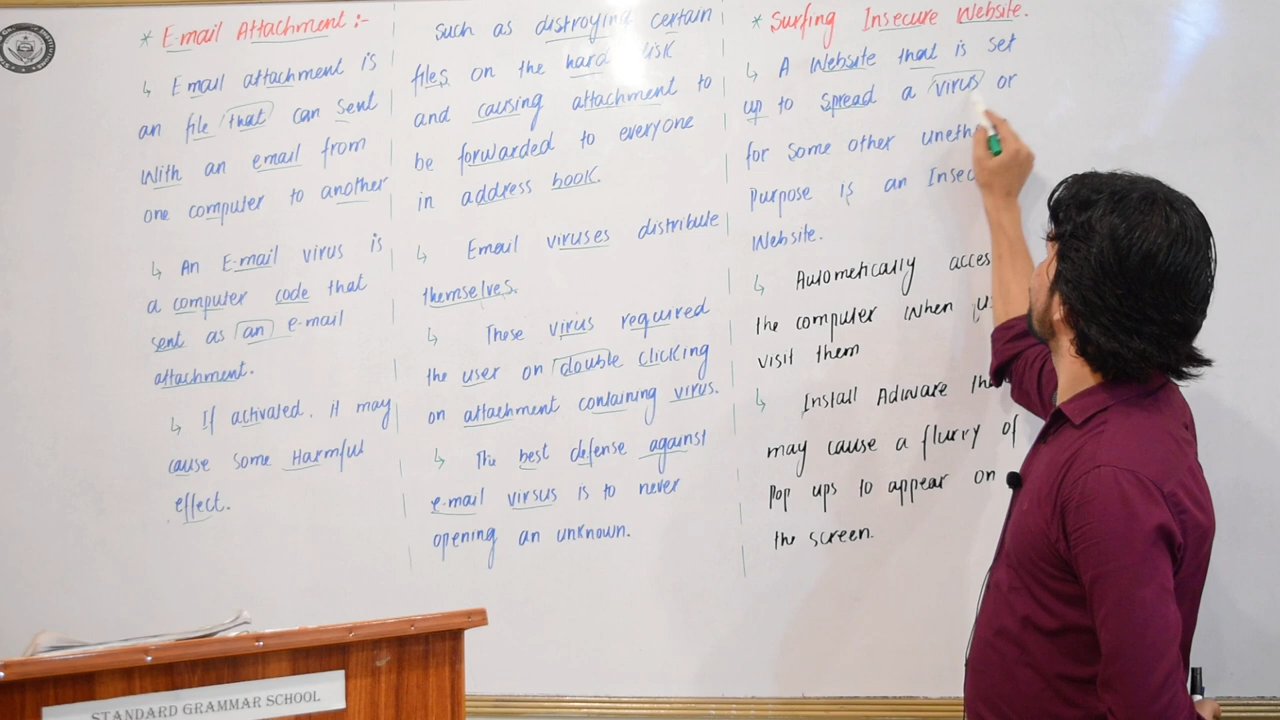 * E-mail Attachment :-
↳ Email attachment is
an file that can sent
With an email from
one computer to another
↳ An E-mail virus is
a computer code that
sent as an e-mail
attachment.
↳ If activated, it may
cause some Harmful
effect.
Such as distroying certain
files on the hard disk
and causing attachment to
be forwarded to everyone
in address book.
↳ Email viruses distribute
themselves.
↳ These virus required
the user on double clicking
on attachment containing virus.
↳ The best defense against
e-mail virsus is to never
opening an unknown.
* Surfing Insecure Website.
↳ A Website that is set
up to spread a virus or
for some other uneth
Purpose is an Insec
Website.
↳ Automatically acces
the computer when us
visit them
↳ Install Adware tha
may cause a flurry of
Pop ups to appear on
the screen.
STANDARD GRAMMAR SCHOOL